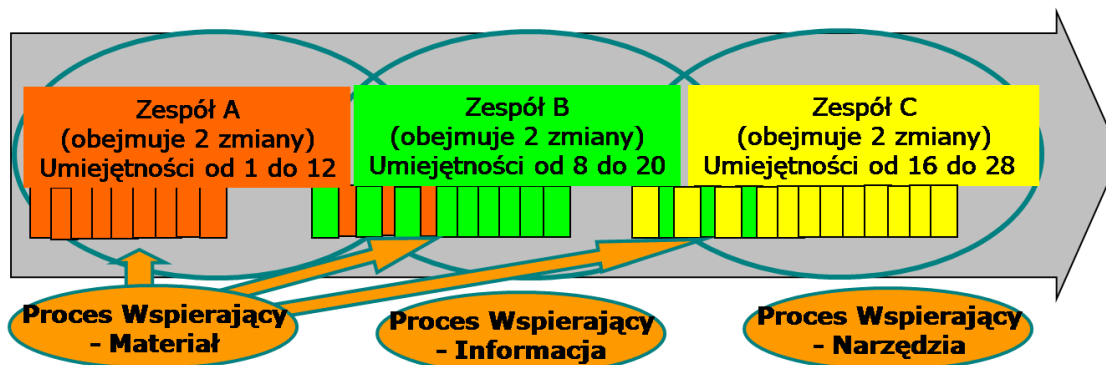 Zespół A
(obejmuje 2 zmiany)
Umiejętności od 1 do 12
Zespół B
(obejmuje 2 zmiany)
Umiejętności od 8 do 20
Zespół C
(obejmuje 2 zmiany)
Umiejętności od 16 do 28
Proces Wspierający
- Materiał
Proces Wspierający
- Informacja
Proces Wspierający
- Narzędzia